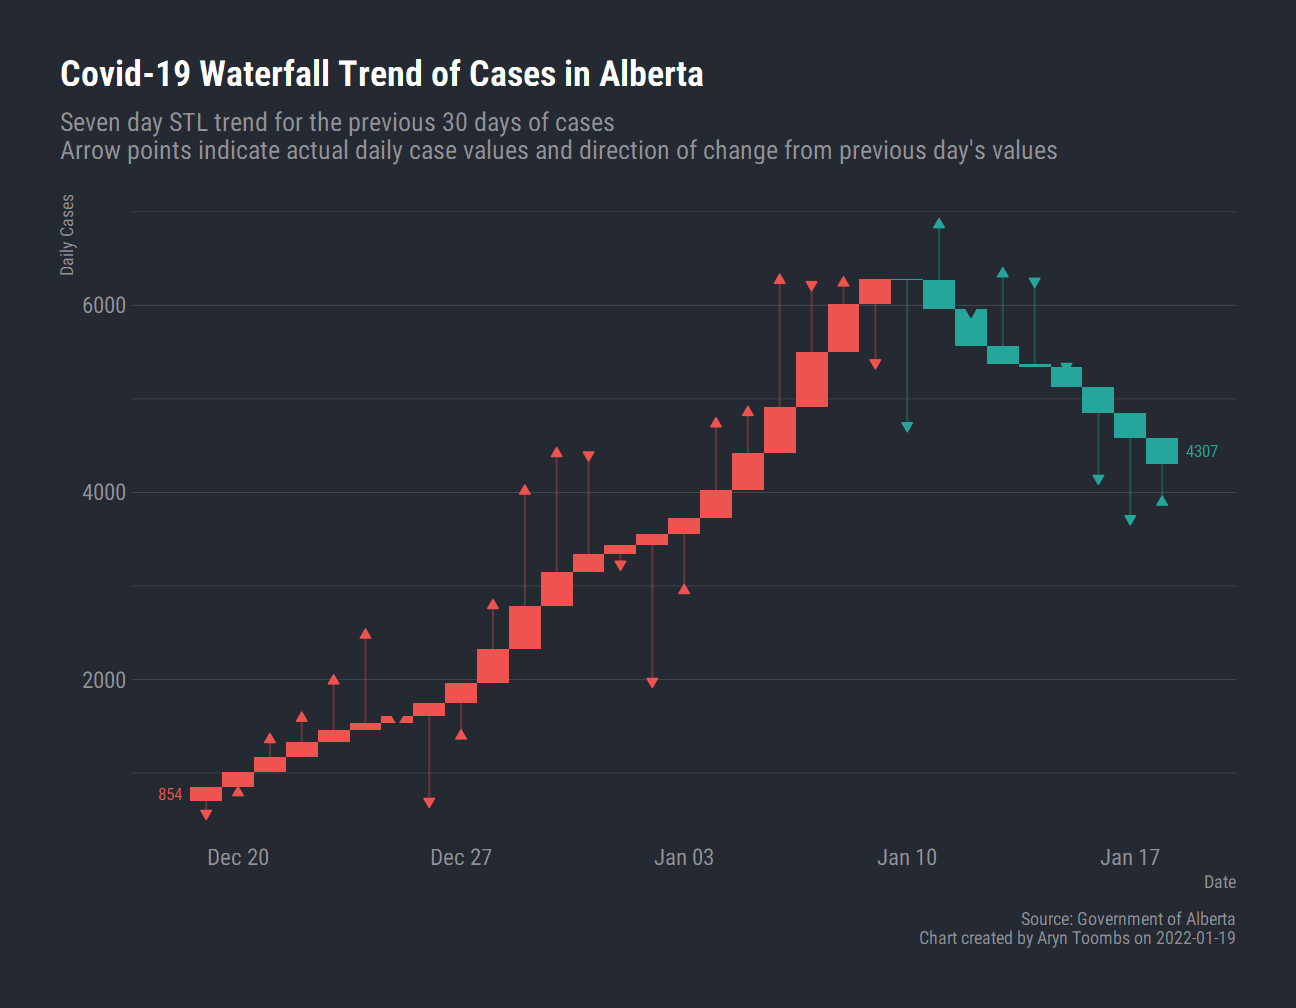 Covid-19 Waterfall Trend of Cases in Alberta
Seven day STL trend for the previous 30 days of cases
Arrow points indicate actual daily case values and direction of change from previous day's values
Daily Cases
6000
4000
2000
854
4307
Dec 20
Dec 27
Jan 03
Jan 10
Jan 17
Date
Source: Government of Alberta
Chart created by Aryn Toombs on 2022-01-19